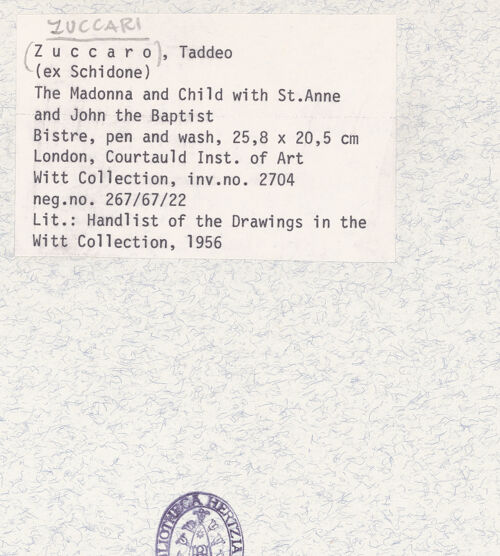 ZUCCARI
(Z u c c a r o), Taddeo
(ex Schidone)
The Madonna and Child with St.Anne
and John the Baptist
Bistre, pen and wash, 25,8 x 20,5 cm
London, Courtauld Inst. of Art
Witt Collection, inv.no. 2704
neg.no. 267/67/22
Lit.: Handlist of the Drawings in the
Witt Collection, 1956